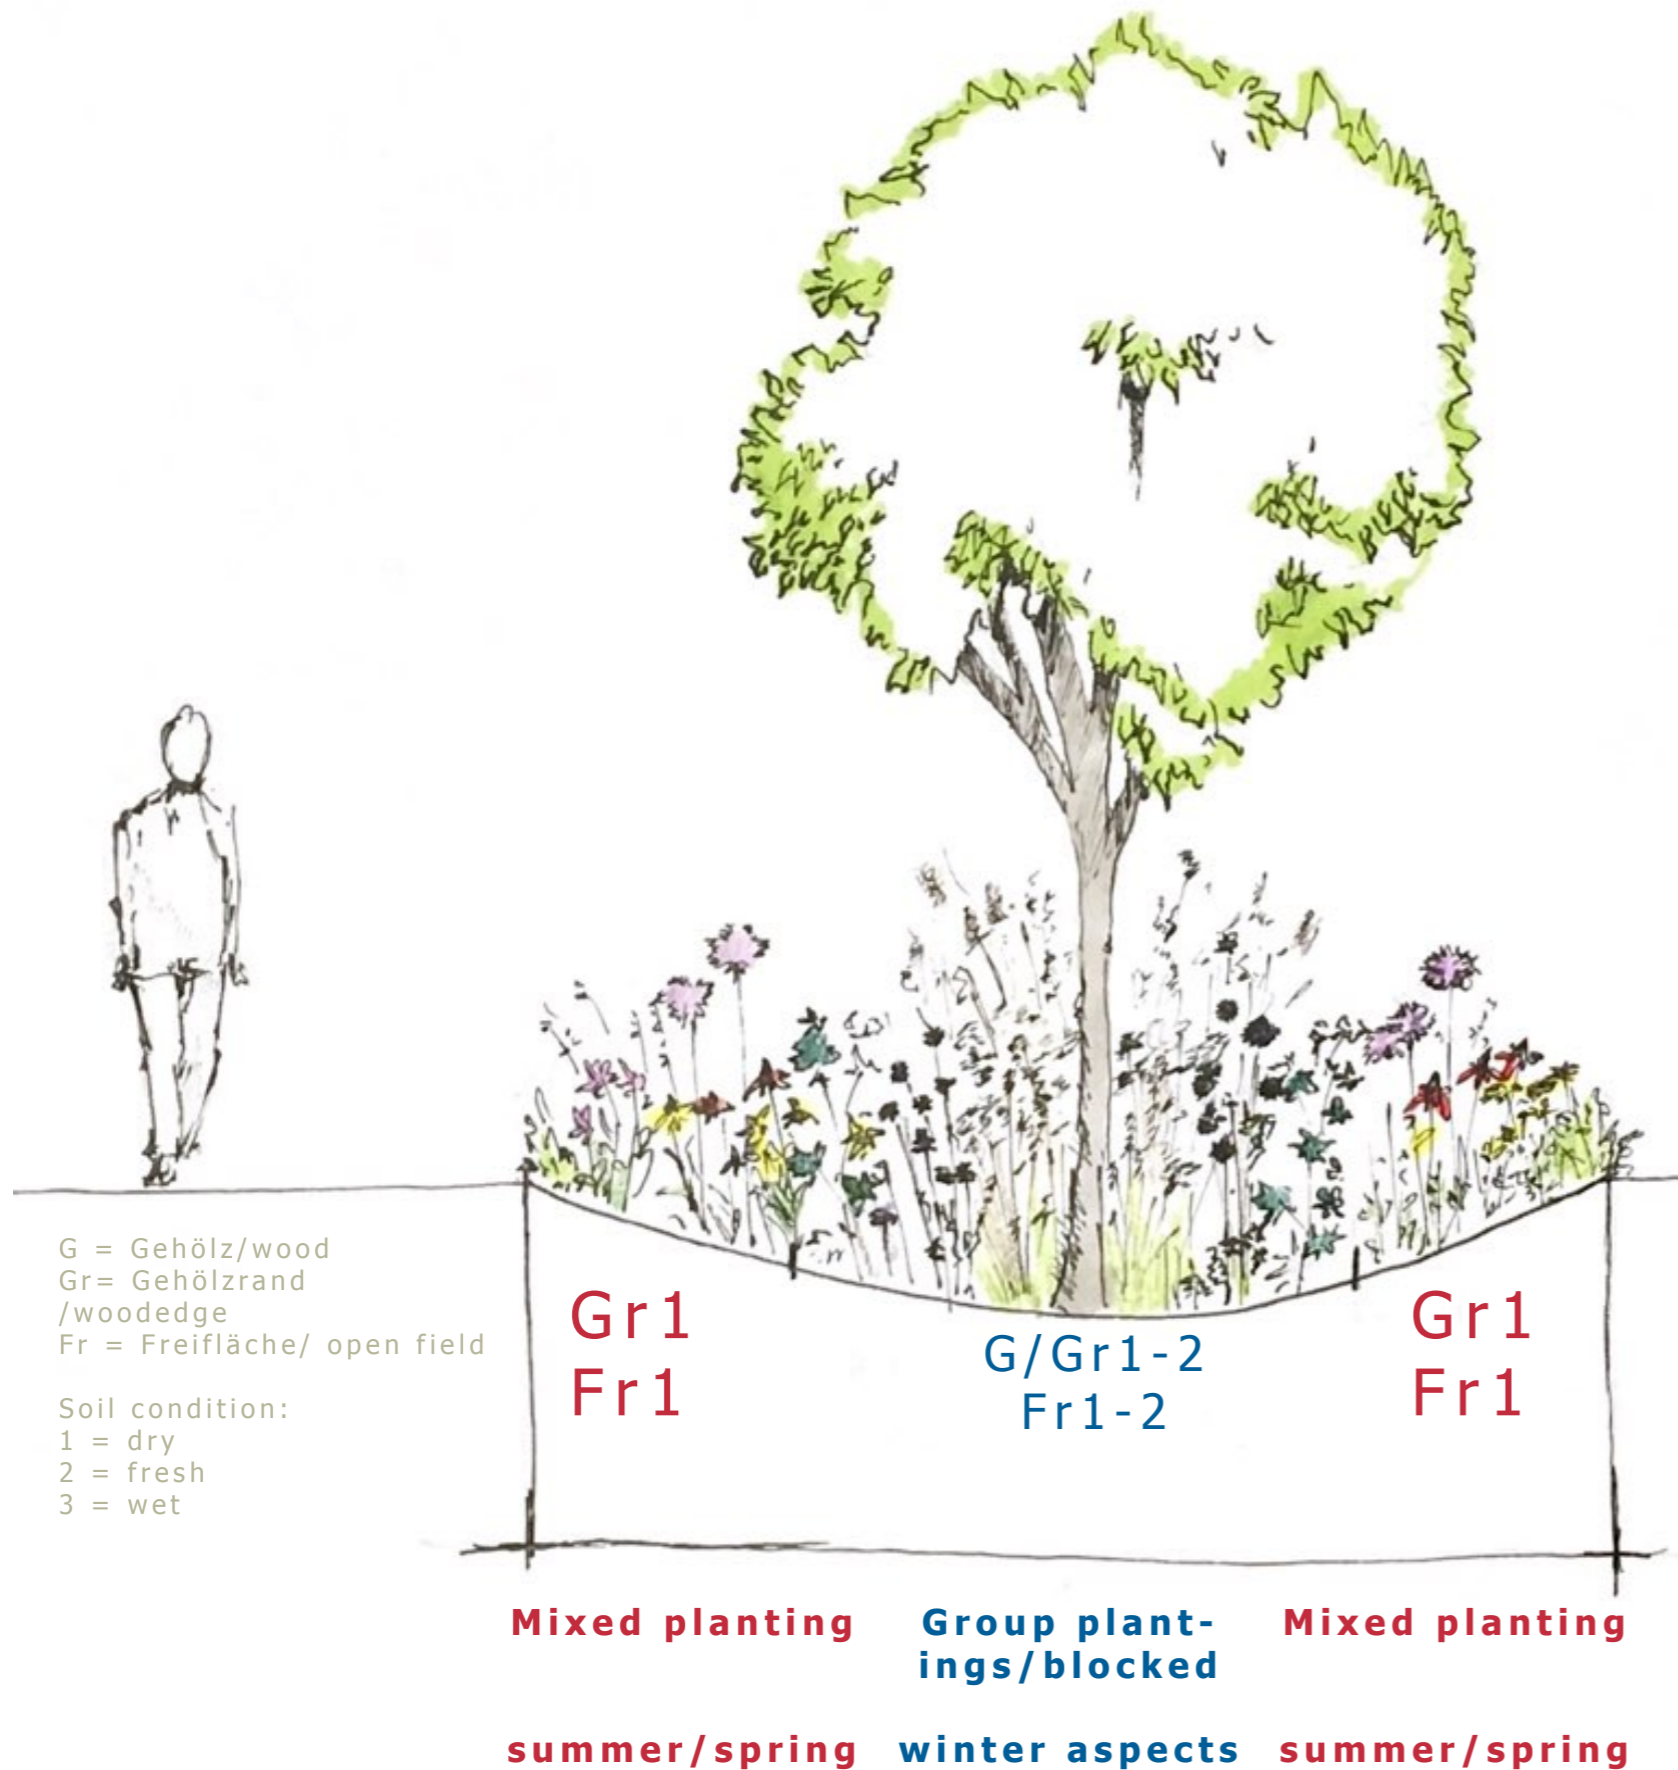 G = Gehölz/wood
Gr= Gehölzrand
/woodedge
Fr = Freifläche/ open field
Soil condition:
1 = dry
2 = fresh
3 = wet
Gr1
Fr1
G/Gr1-2
Fr1-2
Gr1
Fr1
Mixed planting
Group plant-
ings/blocked
Mixed planting
summer/spring
winter aspects
summer/spring